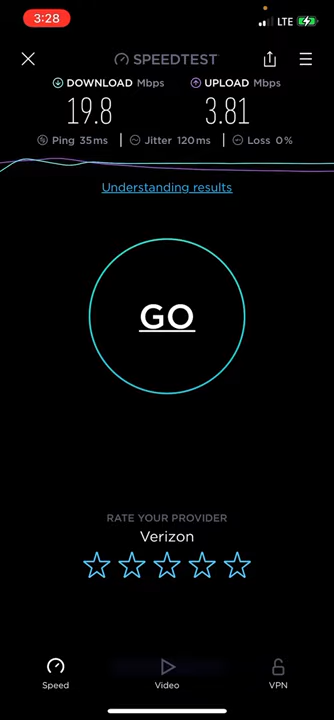 3:28
LTE
SPEEDTEST
DOWNLOAD Mbps UPLOAD Mbps
19.8 3.81
Ping 35 ms Jitter 120 ms Loss 0%
Understanding results
GO
RATE YOUR PROVIDER
Verizon
Speed Video VPN